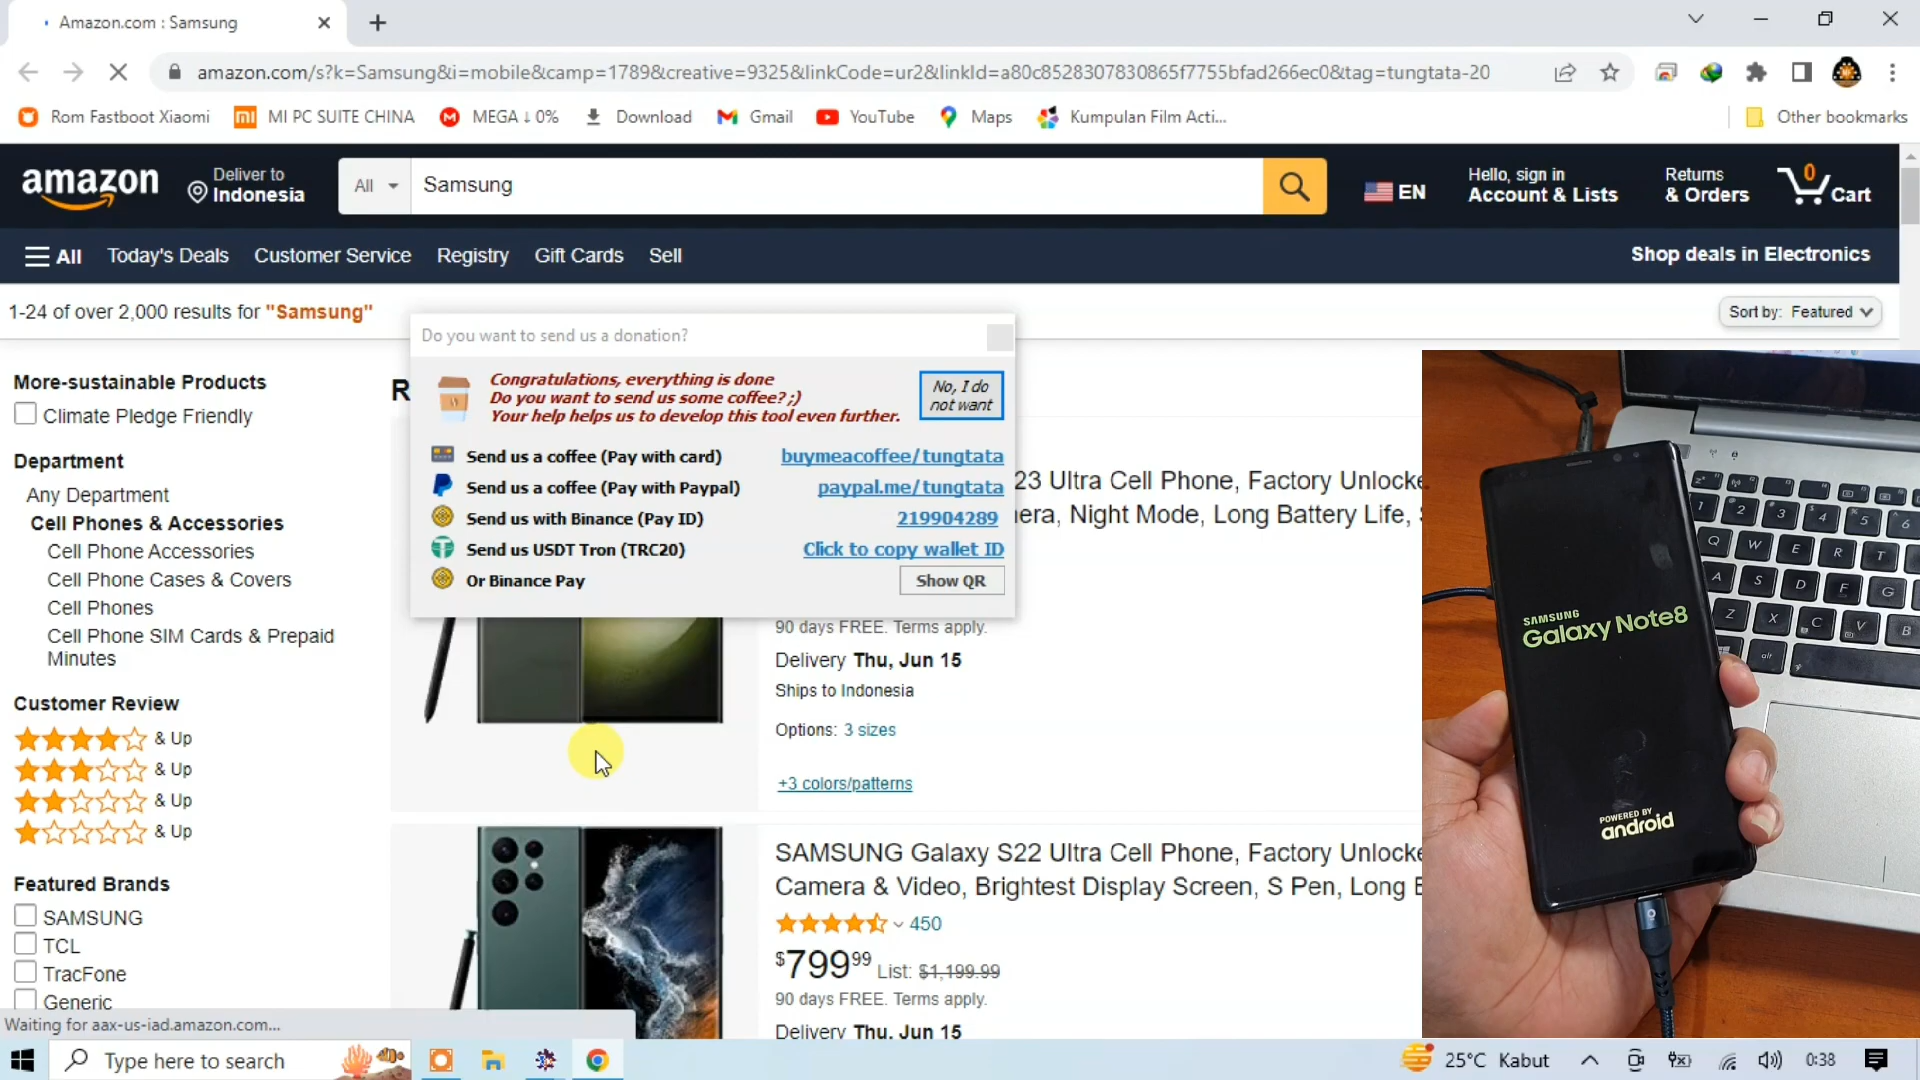 Amazon.com : Samsung
amazon.com/s?k=Samsung&i=mobile&camp=1789&creative=9325&linkCode=ur2&linkId=a80c8528307830865f7755bfad266ec0&tag=tungtata-20
Rom Fastboot Xiaomi
MI PC SUITE CHINA
MEGA ↓ 0%
Download
Gmail
YouTube
Maps
Kumpulan Film Acti...
Other bookmarks
amazon
Deliver to
Indonesia
All
Samsung
EN
Hello, sign in
Account & Lists
Returns
& Orders
0
Cart
All
Today's Deals
Customer Service
Registry
Gift Cards
Sell
Shop deals in Electronics
1-24 of over 2,000 results for "Samsung"
Sort by: Featured
Do you want to send us a donation?
Congratulations, everything is done
Do you want to send us some coffee? ;)
Your help helps us to develop this tool even further.
No, I do
not want
Send us a coffee (Pay with card)
buymeacoffee/tungtata
Send us a coffee (Pay with Paypal)
paypal.me/tungtata
Send us with Binance (Pay ID)
219904289
Send us USDT Tron (TRC20)
Click to copy wallet ID
Or Binance Pay
Show QR
More-sustainable Products
Climate Pledge Friendly
Department
Any Department
Cell Phones & Accessories
Cell Phone Accessories
Cell Phone Cases & Covers
Cell Phones
Cell Phone SIM Cards & Prepaid
Minutes
Customer Review
& Up
& Up
& Up
& Up
Featured Brands
SAMSUNG
TCL
TracFone
Generic
R
23 Ultra Cell Phone, Factory Unlocke
era, Night Mode, Long Battery Life,
90 days FREE. Terms apply.
Delivery Thu, Jun 15
Ships to Indonesia
Options: 3 sizes
+3 colors/patterns
SAMSUNG Galaxy S22 Ultra Cell Phone, Factory Unlocke
Camera & Video, Brightest Display Screen, S Pen, Long
450
$79999 List: $1,199.99
90 days FREE. Terms apply.
Delivery Thu, Jun 15
SAMSUNG
Galaxy Note8
POWERED BY
android
Waiting for aax-us-iad.amazon.com...
Type here to search
25°C Kabut
0:38